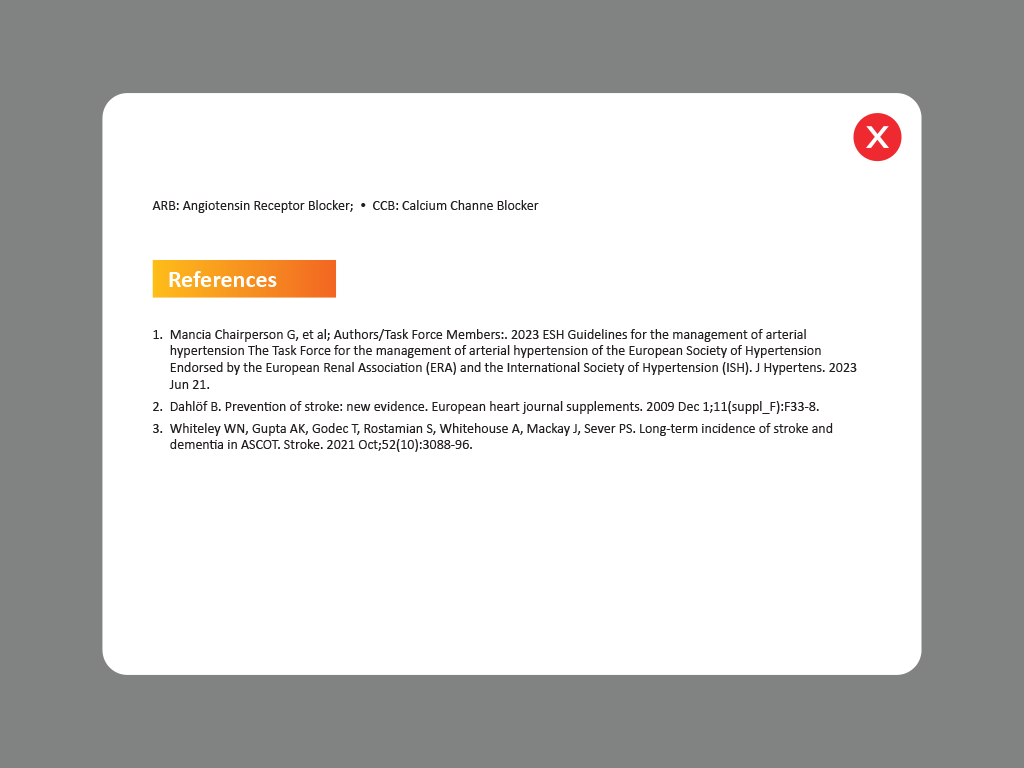 X
ARB: Angiotensin Receptor Blocker; • CCB: Calcium Channe Blocker
References
1. Mancia Chairperson G, et al; Authors/Task Force Members:. 2023 ESH Guidelines for the management of arterial
hypertension The Task Force for the management of arterial hypertension of the European Society of Hypertension
Endorsed by the European Renal Association (ERA) and the International Society of Hypertension (ISH). J Hypertens. 2023
Jun 21.
2. Dahlöf B. Prevention of stroke: new evidence. European heart journal supplements. 2009 Dec 1;11(suppl_F):F33-8.
3. Whiteley WN, Gupta AK, Godec T, Rostamian S, Whitehouse A, Mackay J, Sever PS. Long-term incidence of stroke and
dementia in ASCOT. Stroke. 2021 Oct;52(10):3088-96.